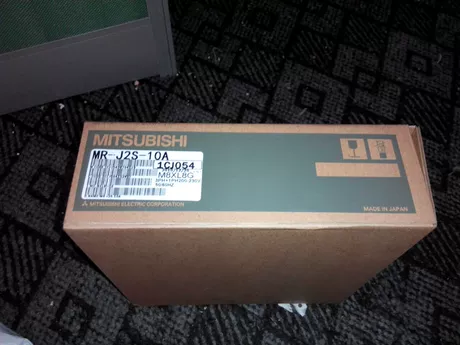 MITSUBISHI
MR-J2S-10A
1CJ054
M8XL8G
MITSUBISHI ELECTRIC CORPORATION
MADE IN JAPAN